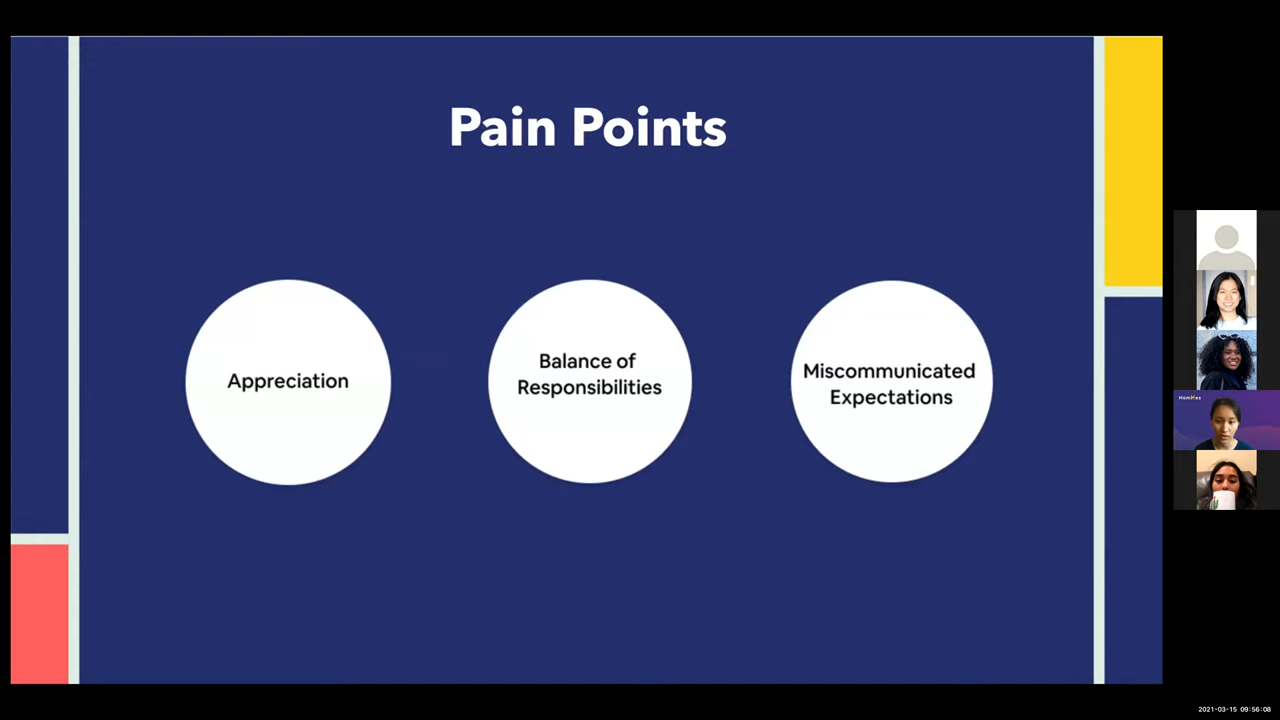 Pain Points
Appreciation
Balance of
Responsibilities
Miscommunicated
Expectations
2021-03-15 09:56:08